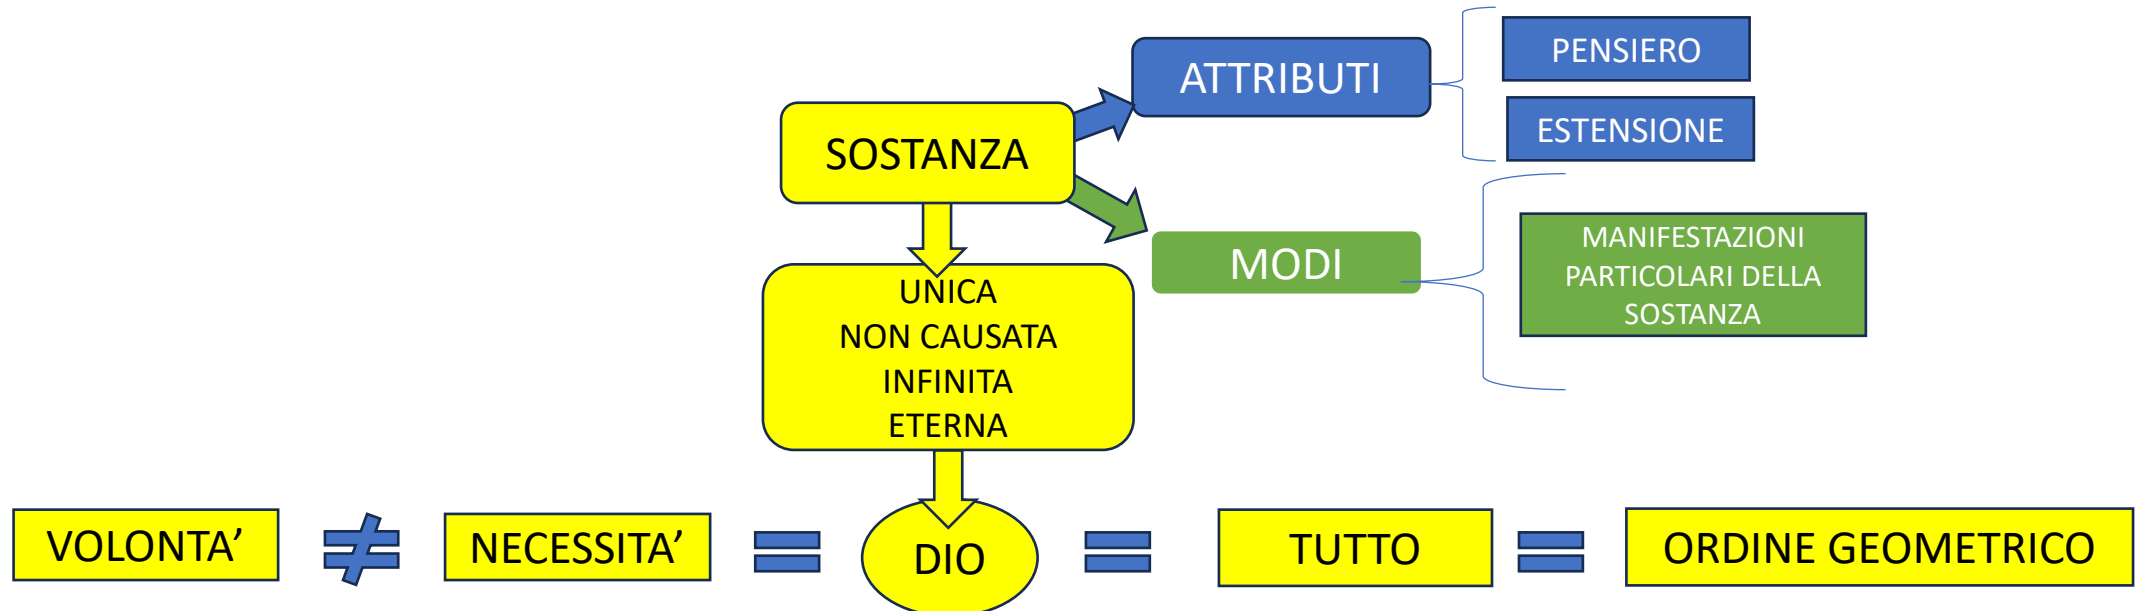 PENSIERO
ATTRIBUTI
ESTENSIONE
SOSTANZA
MODI
MANIFESTAZIONI
PARTICOLARI DELLA
SOSTANZA
UNICA
NON CAUSATA
INFINITA
ETERNA
VOLONTA’ ≠ NECESSITA’ = DIO = TUTTO = ORDINE GEOMETRICO